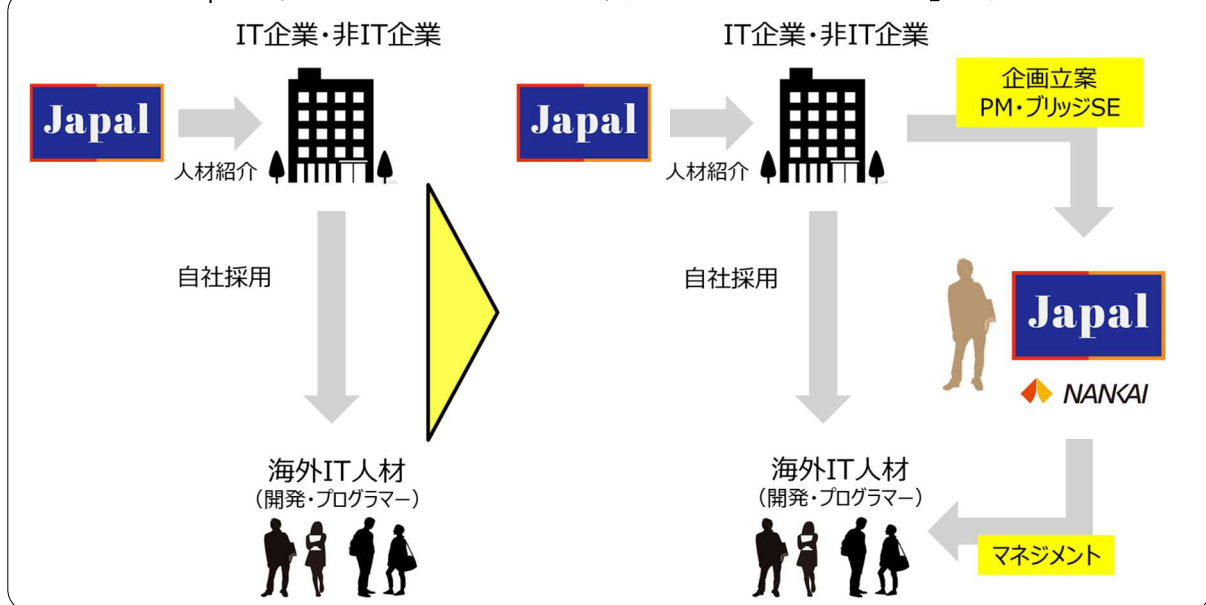 IT企業・非IT企業
Japal
人材紹介
自社採用
海外IT人材
(開発・プログラマー)
IT企業・非IT企業
Japal
人材紹介
企画立案
PM・ブリッジSE
自社採用
Japal
NANKAI
海外IT人材
(開発・プログラマー)
マネジメント